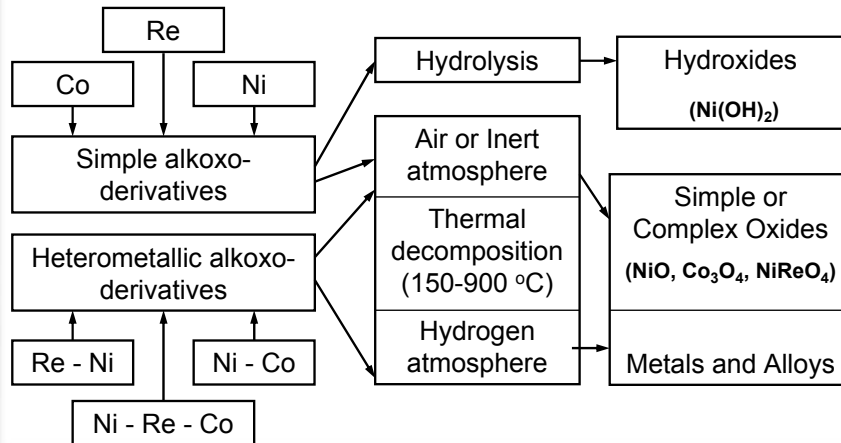 Re
Co
Ni
Simple alkoxo-
derivatives
Heterometallic alkoxo-
derivatives
Re - Ni
Ni - Co
Ni - Re - Co
Hydrolysis
Air or Inert
atmosphere
Thermal
decomposition
(150-900 °C)
Hydrogen
atmosphere
Hydroxides
(Ni(OH)₂)
Simple or
Complex Oxides
(NiO, Co₃O₄, NiReO₄)
Metals and Alloys